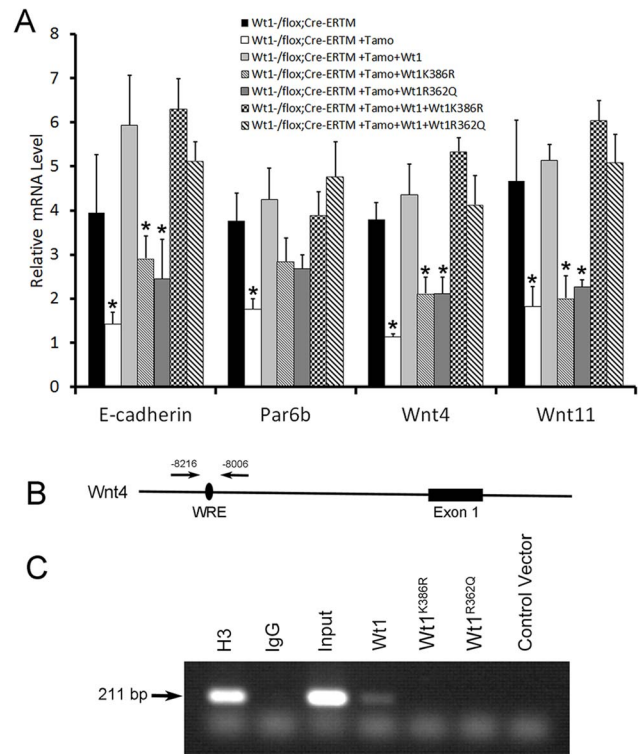 A
Wt1-/flox;Cre-ERTM
Wt1-/flox;Cre-ERTM +Tamo
Wt1-/flox;Cre-ERTM +Tamo+Wt1
Wt1-/flox;Cre-ERTM +Tamo+Wt1K386R
Wt1-/flox;Cre-ERTM +Tamo+Wt1R362Q
Wt1-/flox;Cre-ERTM +Tamo+Wt1+Wt1K386R
Wt1-/flox;Cre-ERTM +Tamo+Wt1+Wt1R362Q
Relative mRNA Level
8
7
6
5
4
3
2
1
0
* * *
*
* * *
* * *
E-cadherin Par6b Wnt4 Wnt11
B
-8216 -8006
Wnt4
WRE Exon 1
C
H3 IgG Input Wt1 Wt1K386R Wt1R362Q Control Vector
211 bp